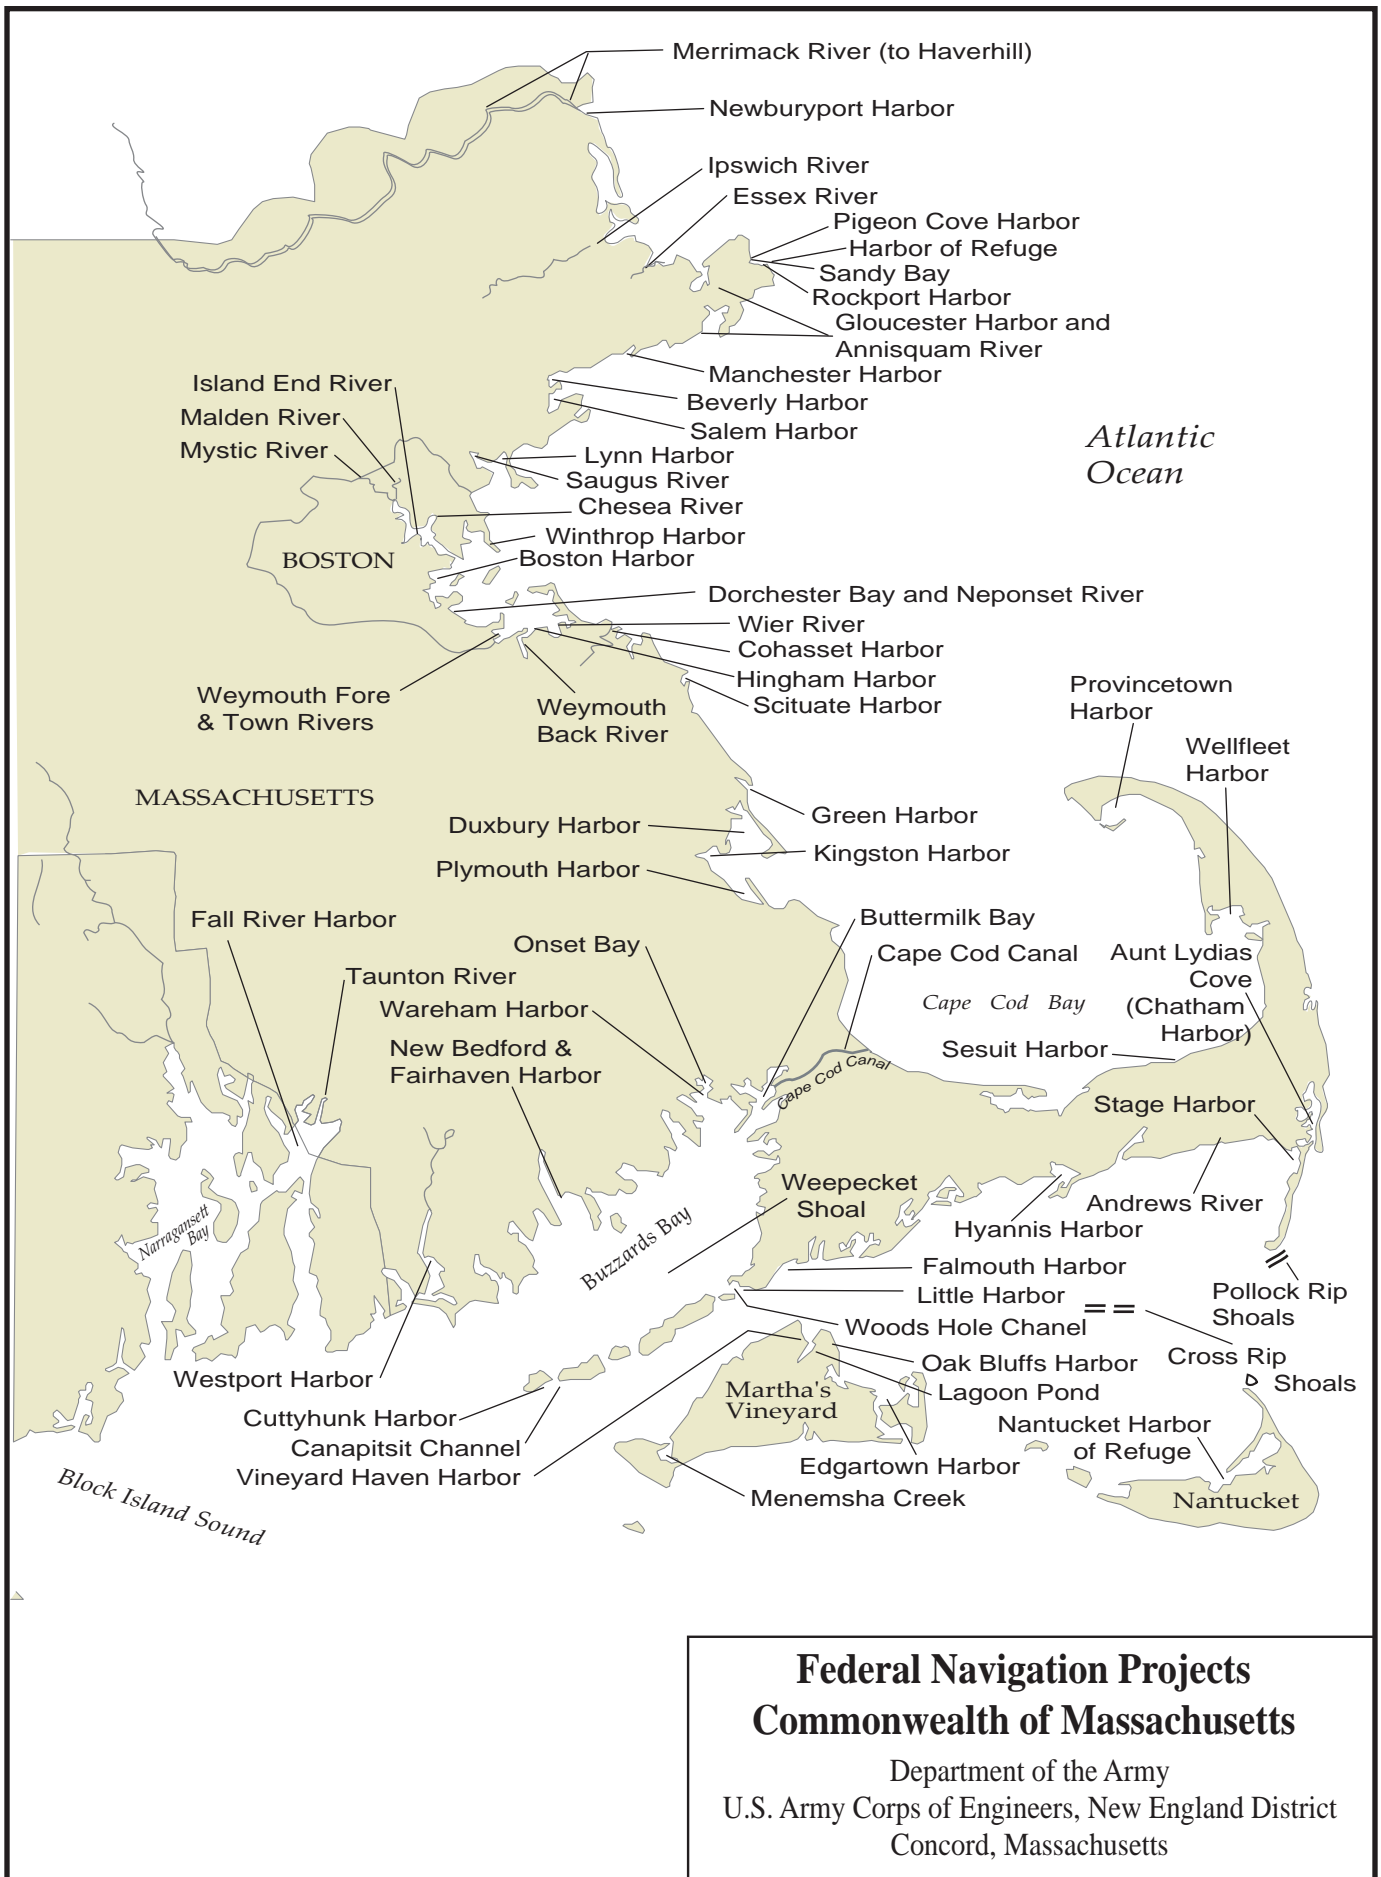 Merrimack River (to Haverhill)
Newburyport Harbor
Ipswich River
Essex River
Pigeon Cove Harbor
Harbor of Refuge
Sandy Bay
Rockport Harbor
Gloucester Harbor and
Annisquam River
Manchester Harbor
Island End River
Beverly Harbor
Malden River
Salem Harbor
Mystic River
Atlantic
Ocean
Lynn Harbor
Saugus River
Chesea River
Winthrop Harbor
BOSTON
Boston Harbor
Dorchester Bay and Neponset River
Wier River
Cohasset Harbor
Hingham Harbor
Scituate Harbor
Weymouth Fore
& Town Rivers
Weymouth
Back River
Provincetown
Harbor
Wellfleet
Harbor
MASSACHUSETTS
Green Harbor
Duxbury Harbor
Kingston Harbor
Plymouth Harbor
Fall River Harbor
Buttermilk Bay
Onset Bay
Cape Cod Canal
Aunt Lydias
Cove
(Chatham
Harbor)
Taunton River
Wareham Harbor
Cape Cod Bay
New Bedford &
Fairhaven Harbor
Sesuit Harbor
Cape Cod Canal
Stage Harbor
Weepecket
Shoal
Andrews River
Hyannis Harbor
Narragansett
Bay
Buzzards Bay
Falmouth Harbor
Little Harbor
Pollock Rip
Shoals
Woods Hole Chanel
Cross Rip
Shoals
Oak Bluffs Harbor
Westport Harbor
Martha's
Vineyard
Lagoon Pond
Cuttyhunk Harbor
Nantucket Harbor
of Refuge
Canapitsit Channel
Vineyard Haven Harbor
Edgartown Harbor
Menemsha Creek
Nantucket
Block Island Sound
Federal Navigation Projects
Commonwealth of Massachusetts
Department of the Army
U.S. Army Corps of Engineers, New England District
Concord, Massachusetts